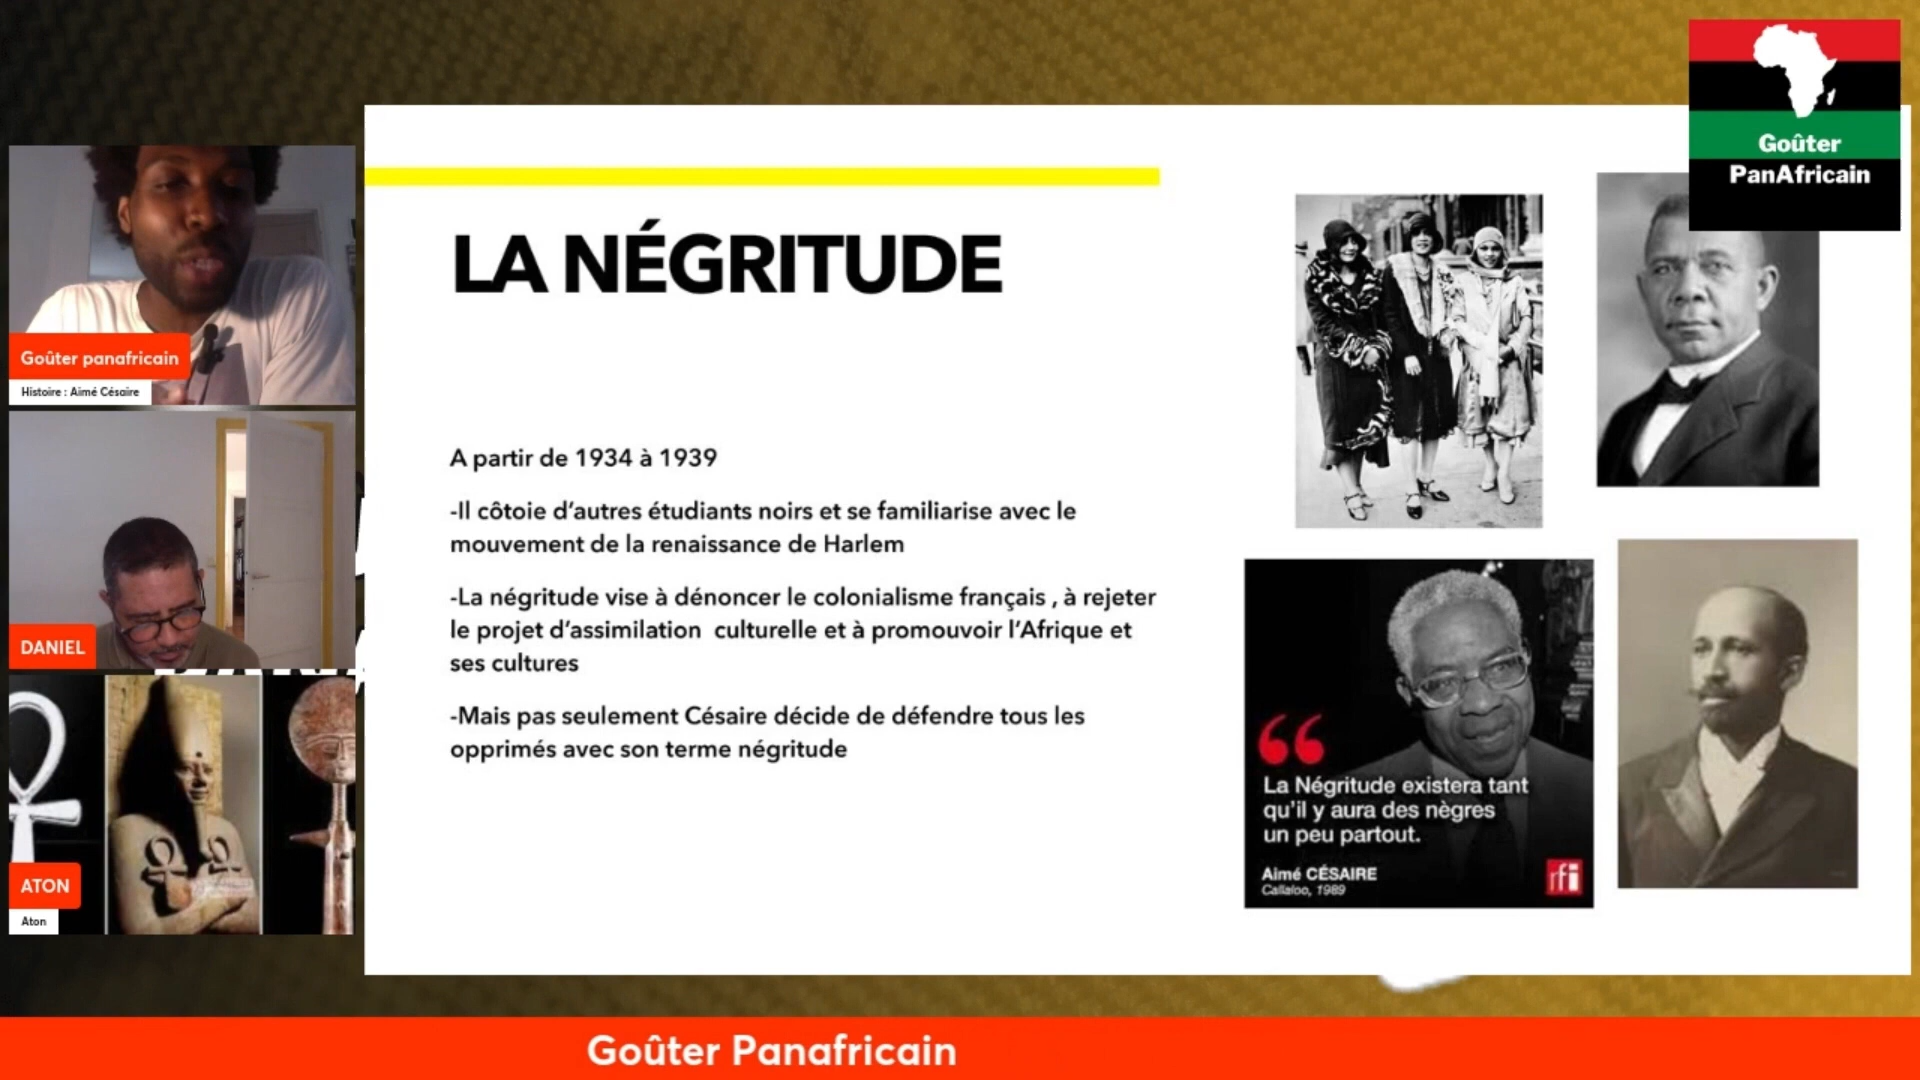 Goûter
PanAfricain
LA NÉGRITUDE
A partir de 1934 à 1939
-Il côtoie d’autres étudiants noirs et se familiarise avec le
mouvement de la renaissance de Harlem
-La négritude vise à dénoncer le colonialisme français , à rejeter
le projet d’assimilation culturelle et à promouvoir l’Afrique et
ses cultures
-Mais pas seulement Césaire décide de défendre tous les
opprimés avec son terme négritude
“
La Négritude existera tant
qu’il y aura des nègres
un peu partout.
Aimé CÉSAIRE
Callaloo, 1989
rfi
Goûter panafricain
Histoire : Aimé Césaire
DANIEL
ATON
Aton
Goûter Panafricain